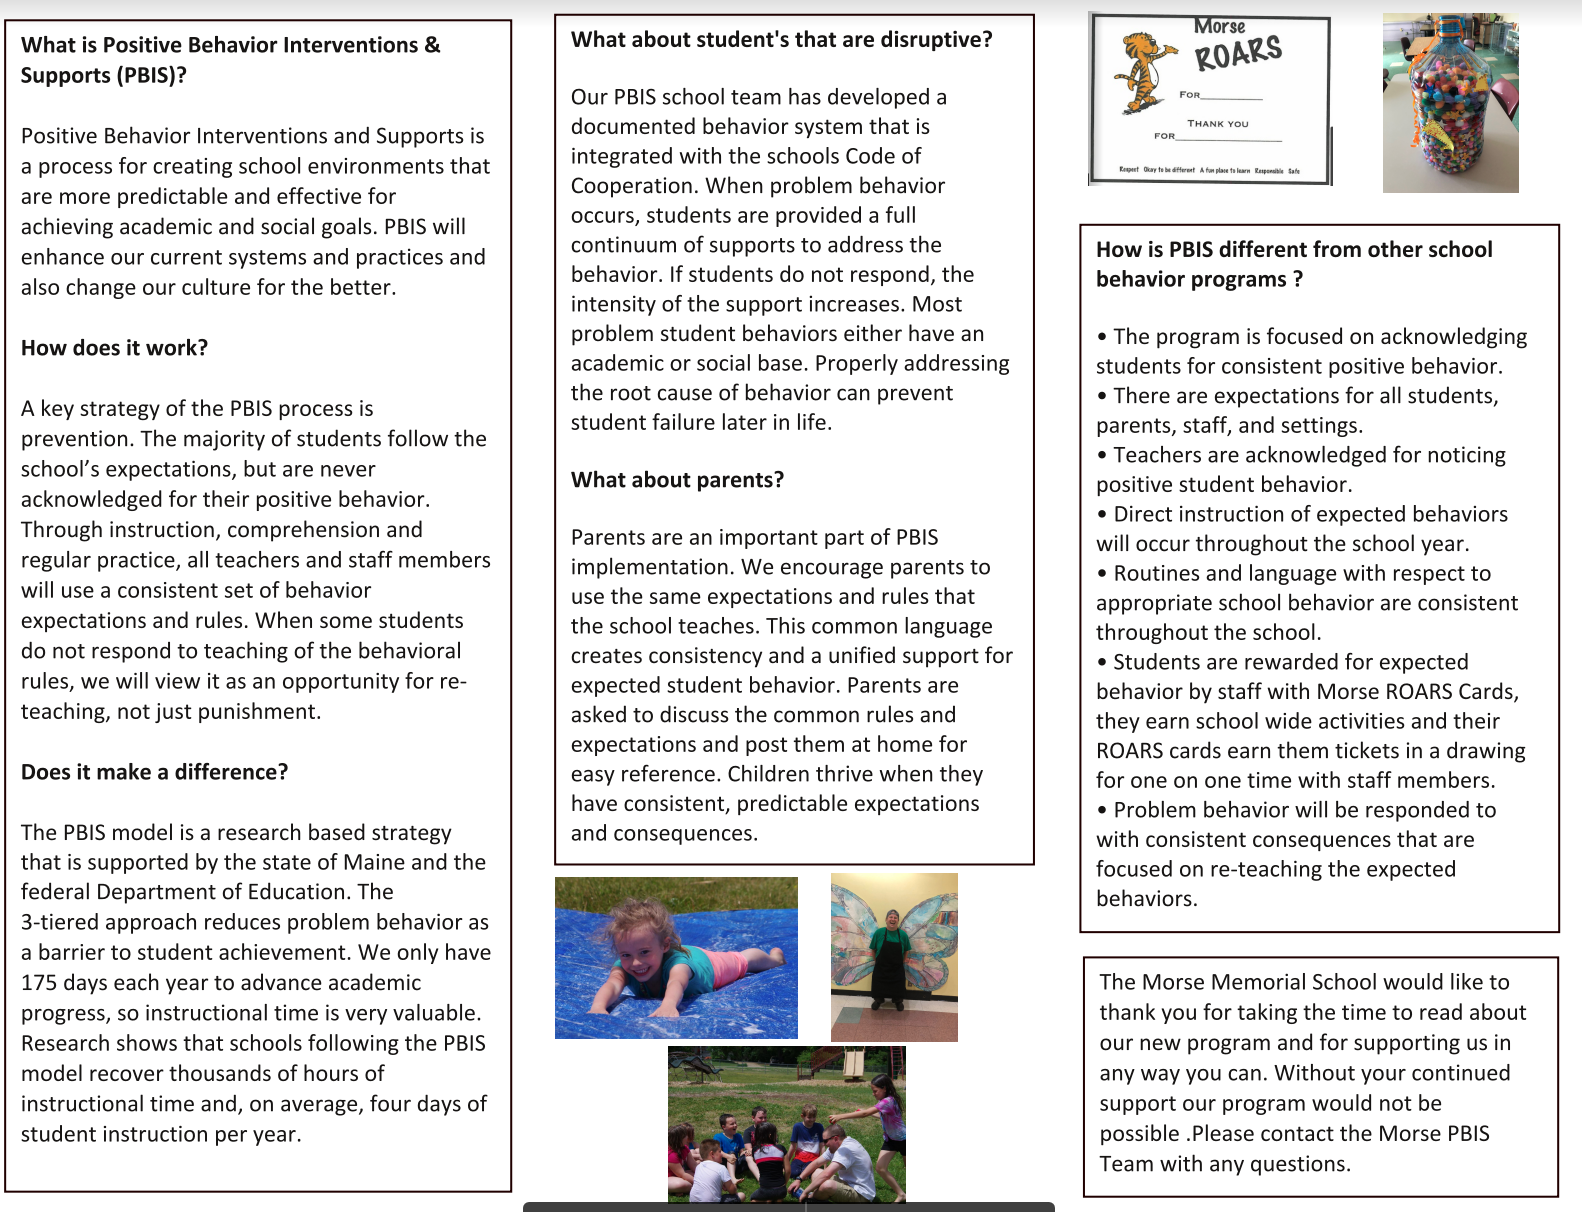 What is Positive Behavior Interventions &
Supports (PBIS)?
Positive Behavior Interventions and Supports is
a process for creating school environments that
are more predictable and effective for
achieving academic and social goals. PBIS will
enhance our current systems and practices and
also change our culture for the better.
How does it work?
A key strategy of the PBIS process is
prevention. The majority of students follow the
school’s expectations, but are never
acknowledged for their positive behavior.
Through instruction, comprehension and
regular practice, all teachers and staff members
will use a consistent set of behavior
expectations and rules. When some students
do not respond to teaching of the behavioral
rules, we will view it as an opportunity for re-
teaching, not just punishment.
Does it make a difference?
The PBIS model is a research based strategy
that is supported by the state of Maine and the
federal Department of Education. The
3-tiered approach reduces problem behavior as
a barrier to student achievement. We only have
175 days each year to advance academic
progress, so instructional time is very valuable.
Research shows that schools following the PBIS
model recover thousands of hours of
instructional time and, on average, four days of
student instruction per year.
What about student's that are disruptive?
Our PBIS school team has developed a
documented behavior system that is
integrated with the schools Code of
Cooperation. When problem behavior
occurs, students are provided a full
continuum of supports to address the
behavior. If students do not respond, the
intensity of the support increases. Most
problem student behaviors either have an
academic or social base. Properly addressing
the root cause of behavior can prevent
student failure later in life.
What about parents?
Parents are an important part of PBIS
implementation. We encourage parents to
use the same expectations and rules that
the school teaches. This common language
creates consistency and a unified support for
expected student behavior. Parents are
asked to discuss the common rules and
expectations and post them at home for
easy reference. Children thrive when they
have consistent, predictable expectations
and consequences.
Morse
ROARS
FOR____________
THANK YOU
FOR____________________
Respect Okay to be different A fun place to learn Responsible Safe
How is PBIS different from other school
behavior programs ?
• The program is focused on acknowledging
students for consistent positive behavior.
• There are expectations for all students,
parents, staff, and settings.
• Teachers are acknowledged for noticing
positive student behavior.
• Direct instruction of expected behaviors
will occur throughout the school year.
• Routines and language with respect to
appropriate school behavior are consistent
throughout the school.
• Students are rewarded for expected
behavior by staff with Morse ROARS Cards,
they earn school wide activities and their
ROARS cards earn them tickets in a drawing
for one on one time with staff members.
• Problem behavior will be responded to
with consistent consequences that are
focused on re-teaching the expected
behaviors.
The Morse Memorial School would like to
thank you for taking the time to read about
our new program and for supporting us in
any way you can. Without your continued
support our program would not be
possible .Please contact the Morse PBIS
Team with any questions.